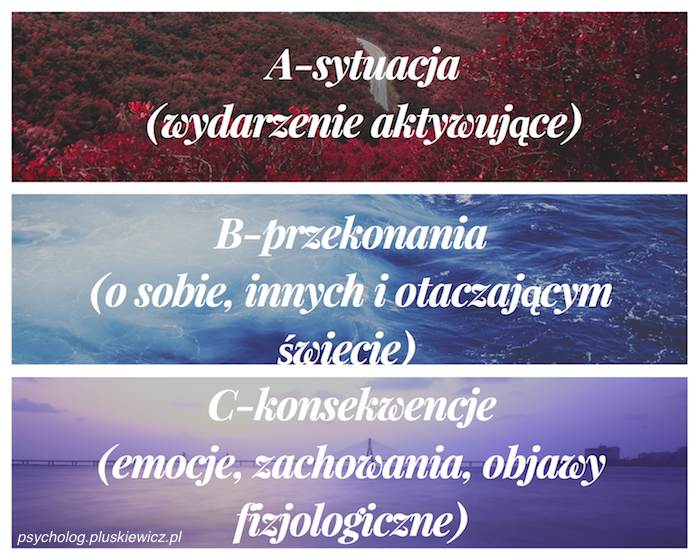 A-sytuacja
(wydarzenie aktywujące)
B-przekonania
(o sobie, innych i otaczającym
świecie)
C-konsekwencje
(emocje, zachowania, objawy
fizjologiczne)
psycholog.pluskiewicz.pl